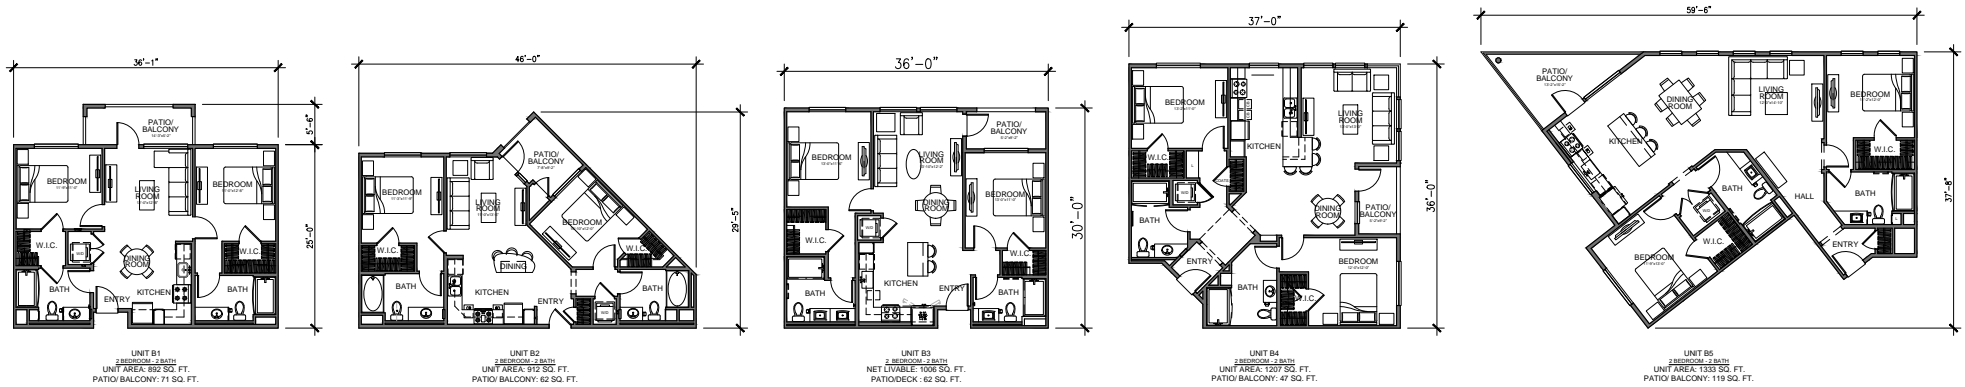 36'-1"
5'-6"
25'-0"
PATIO/
BALCONY
BEDROOM
LIVING
ROOM
BEDROOM
W.I.C.
W.I.C.
W/D
DINING
ROOM
BATH
ENTRY
KITCHEN
BATH
UNIT B1
2 BEDROOM - 2 BATH
UNIT AREA: 892 SQ. FT.
PATIO/ BALCONY: 71 SQ. FT.
46'-0"
29'-5"
PATIO/
BALCONY
BEDROOM
LIVING
ROOM
BEDROOM
W.I.C.
W.I.C.
DINING
BATH
KITCHEN
ENTRY
W/D
BATH
UNIT B2
2 BEDROOM - 2 BATH
UNIT AREA: 912 SQ. FT.
PATIO/ BALCONY: 62 SQ. FT.
36'-0"
30'-0"
PATIO/
BALCONY
BEDROOM
LIVING
ROOM
BEDROOM
DINING
ROOM
W/D
W.I.C.
W.I.C.
BATH
KITCHEN
ENTRY
BATH
UNIT B3
2 BEDROOM - 2 BATH
NET LIVABLE: 1006 SQ. FT.
PATIO/DECK : 62 SQ. FT.
37'-0"
36'-0"
BEDROOM
LIVING
ROOM
KITCHEN
W.I.C.
W/D
BATH
DINING
ROOM
PATIO/
BALCONY
ENTRY
BEDROOM
BATH
W.I.C.
UNIT B4
2 BEDROOM - 2 BATH
UNIT AREA: 1207 SQ. FT.
PATIO/ BALCONY: 47 SQ. FT.
59'-6"
37'-8"
PATIO/
BALCONY
DINING
ROOM
LIVING
ROOM
BEDROOM
KITCHEN
W.I.C.
BATH
BATH
HALL
W/D
W.I.C.
ENTRY
BEDROOM
UNIT B5
2 BEDROOM - 2 BATH
UNIT AREA: 1333 SQ. FT.
PATIO/ BALCONY: 119 SQ. FT.